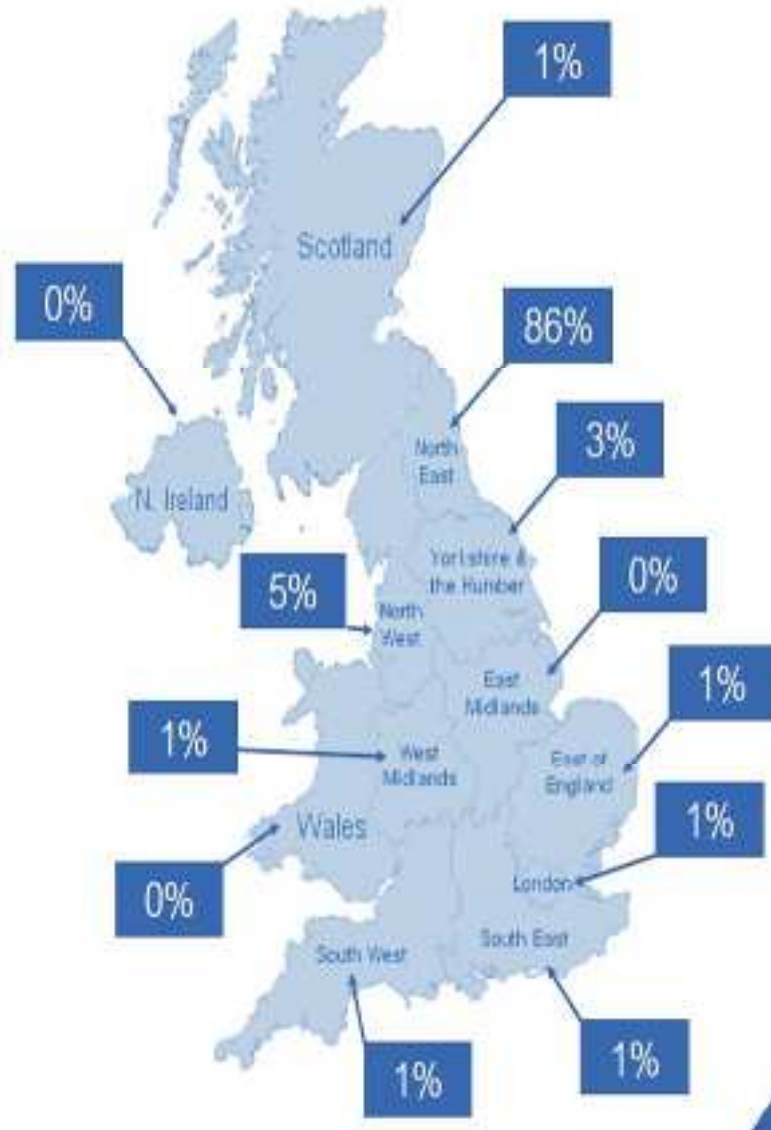 1%
Scotland
0%
86%
North
East
3%
N. Ireland
Yorkshire &
the Humber
0%
5%
North
West
East
Midlands
1%
1%
West
Midlands
East of
England
Wales
1%
London
0%
South West
South East
1%
1%